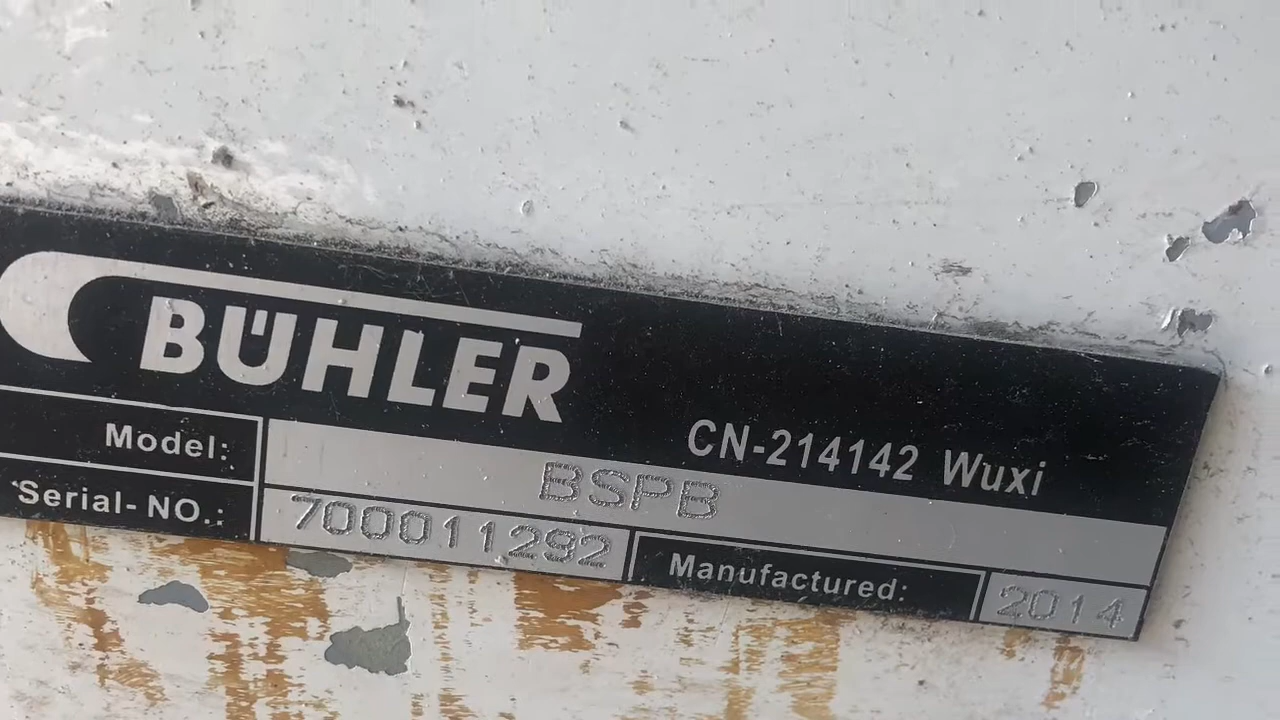 BÜHLER
CN-214142 Wuxi
Model: BSPB
Serial-NO.: 700011292 Manufactured: 2014